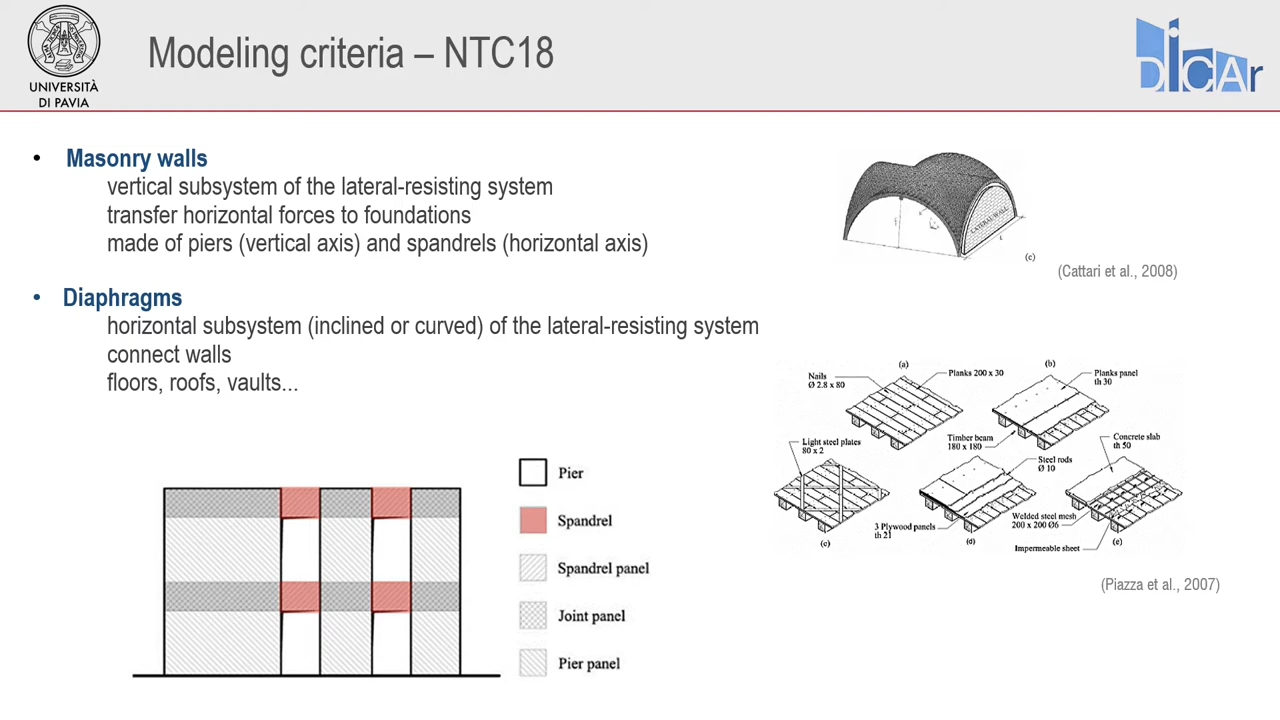 UNIVERSITÀ
DI PAVIA
Modeling criteria – NTC18
DICAr
• Masonry walls
vertical subsystem of the lateral-resisting system
transfer horizontal forces to foundations
made of piers (vertical axis) and spandrels (horizontal axis)
• Diaphragms
horizontal subsystem (inclined or curved) of the lateral-resisting system
connect walls
floors, roofs, vaults...
LATERAL WALL
L
(c)
(Cattari et al., 2008)
(a)
Nails
Ø 2.8 x 80
Planks 200 x 30
(b)
Planks panel
th 30
Light steel plates
80 x 2
Timber beam
180 x 180
Steel rods
Ø 10
Concrete slab
th 50
3 Plywood panels
th 21
Welded steel mesh
200 x 200 Ø6
Impermeable sheet
(c)
(d)
(e)
(Piazza et al., 2007)
Pier
Spandrel
Spandrel panel
Joint panel
Pier panel